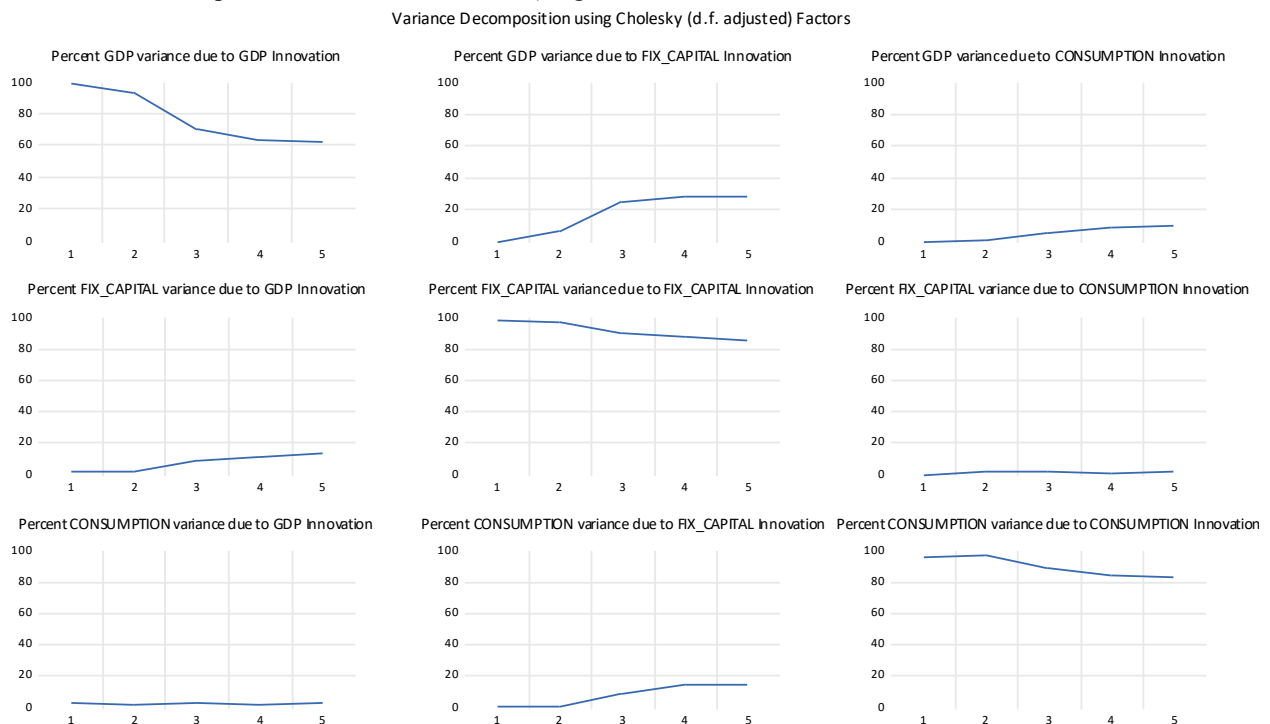 Variance Decomposition using Cholesky (d.f. adjusted) Factors
Percent GDP variance due to GDP Innovation
100
80
60
40
20
0
1 2 3 4 5
Percent GDP variance due to FIX_CAPITAL Innovation
100
80
60
40
20
0
1 2 3 4 5
Percent GDP variance due to CONSUMPTION Innovation
100
80
60
40
20
0
1 2 3 4 5
Percent FIX_CAPITAL variance due to GDP Innovation
100
80
60
40
20
0
1 2 3 4 5
Percent FIX_CAPITAL variance due to FIX_CAPITAL Innovation
100
80
60
40
20
0
1 2 3 4 5
Percent FIX_CAPITAL variance due to CONSUMPTION Innovation
100
80
60
40
20
0
1 2 3 4 5
Percent CONSUMPTION variance due to GDP Innovation
100
80
60
40
20
0
1 2 3 4 5
Percent CONSUMPTION variance due to FIX_CAPITAL Innovation
100
80
60
40
20
0
1 2 3 4 5
Percent CONSUMPTION variance due to CONSUMPTION Innovation
100
80
60
40
20
0
1 2 3 4 5